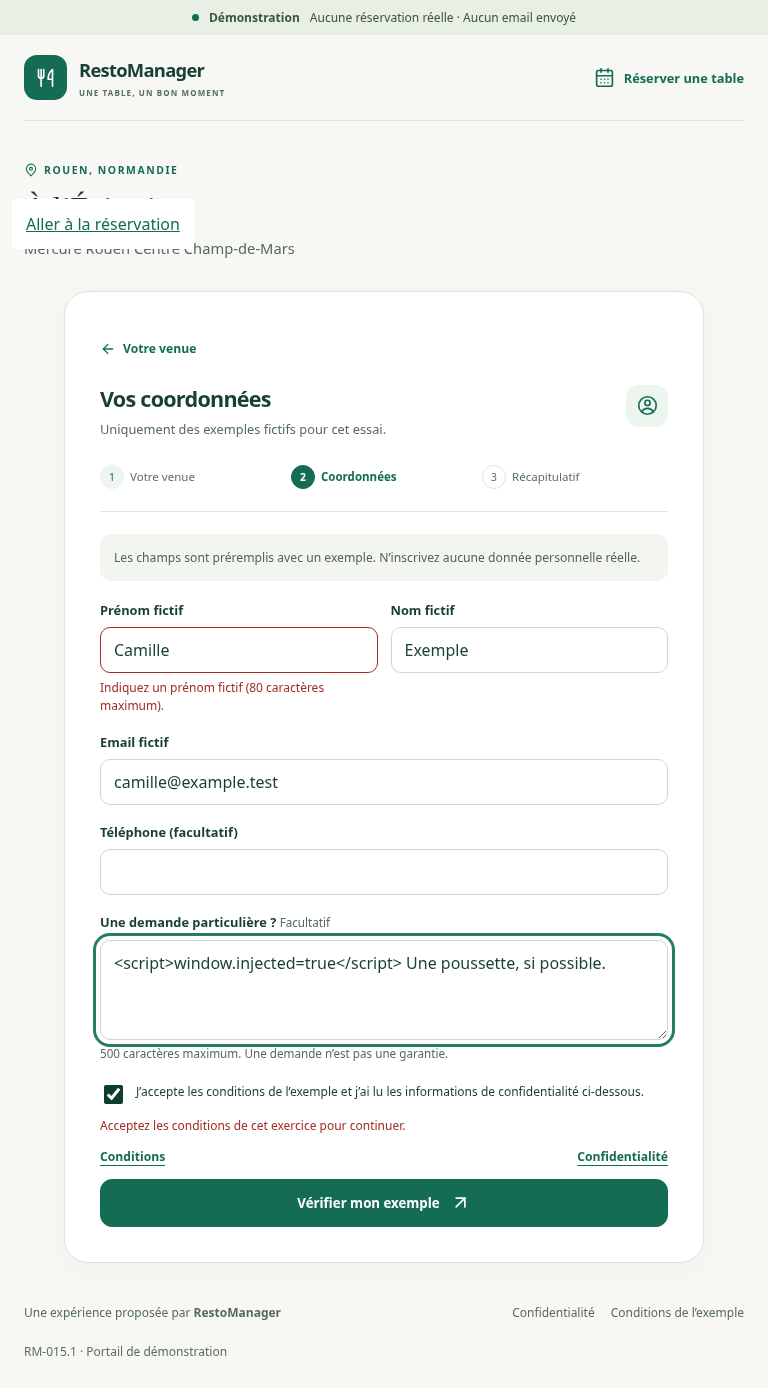 Démonstration Aucune réservation réelle · Aucun email envoyé
RestoManager
UNE TABLE, UN BON MOMENT
Réserver une table
ROUEN, NORMANDIE
Aller à la réservation
Mercure Rouen Centre Champ-de-Mars
Votre venue
Vos coordonnées
Uniquement des exemples fictifs pour cet essai.
1 Votre venue
2 Coordonnées
3 Récapitulatif
Les champs sont préremplis avec un exemple. N’inscrivez aucune donnée personnelle réelle.
Prénom fictif
Nom fictif
Camille
Exemple
Indiquez un prénom fictif (80 caractères
maximum).
Email fictif
camille@example.test
Téléphone (facultatif)
Une demande particulière ? Facultatif
<script>window.injected=true</script> Une poussette, si possible.
500 caractères maximum. Une demande n’est pas une garantie.
J’accepte les conditions de l’exemple et j’ai lu les informations de confidentialité ci-dessous.
Acceptez les conditions de cet exercice pour continuer.
Conditions
Confidentialité
Vérifier mon exemple
Une expérience proposée par RestoManager
Confidentialité
Conditions de l’exemple
RM-015.1 · Portail de démonstration